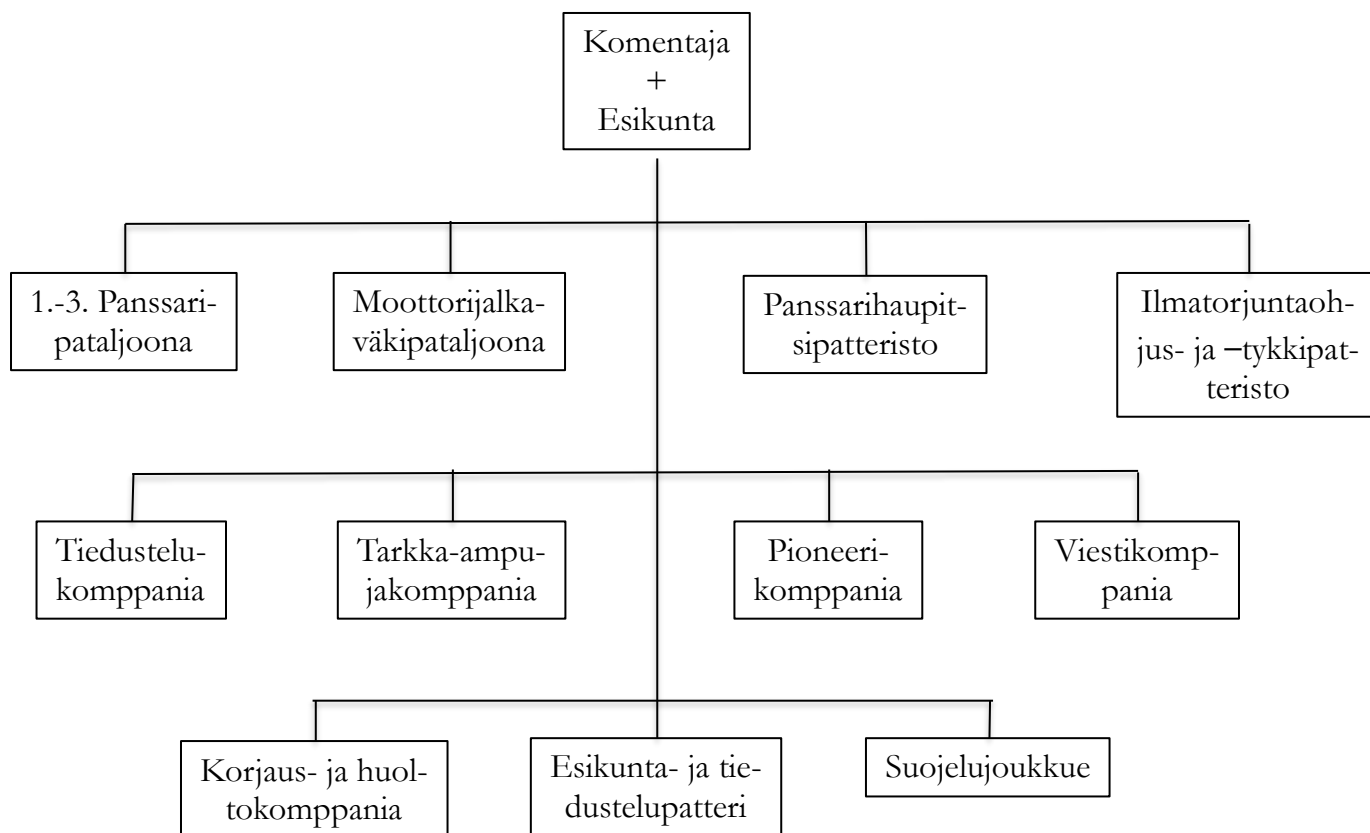 Komentaja
+
Esikunta
1.-3. Panssari-
pataljoona
Moottorijalka-
väkipataljoona
Panssarihaupit-
sipatteristo
Ilmatorjuntaoh-
jus- ja –tykkipat-
teristo
Tiedustelu-
komppania
Tarkka-ampu-
jakomppania
Pioneeri-
komppania
Viestikomp-
pania
Korjaus- ja huol-
tokomppania
Esikunta- ja tie-
dustelupatteri
Suojelujoukkue